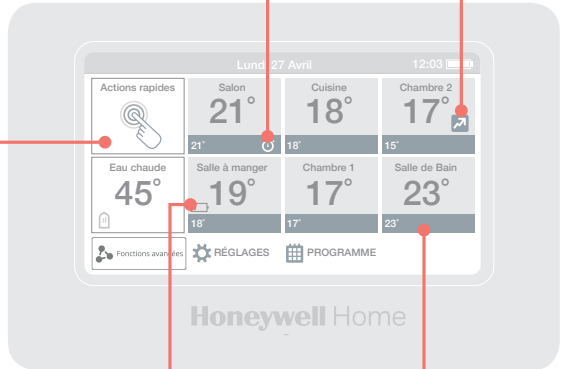 Lundi 27 Avril 12:03
Actions rapides
Salon
21°
21°
Cuisine
18°
18°
Chambre 2
17°
15°
Eau chaude
45°
Salle à manger
19°
18°
Chambre 1
17°
17°
Salle de Bain
23°
23°
Fonctions avancées
RÉGLAGES
PROGRAMME
Honeywell Home